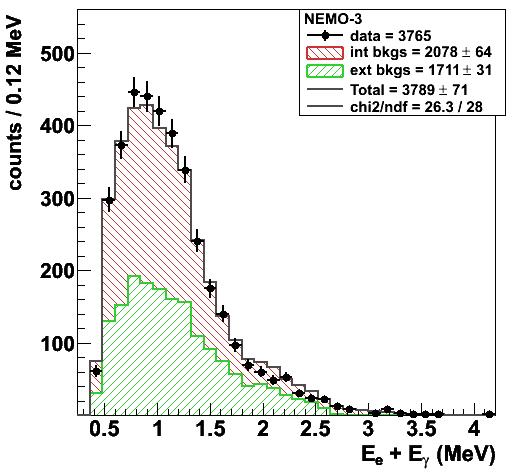 NEMO-3
data = 3765
int bkgs = 2078 ± 64
ext bkgs = 1711 ± 31
Total = 3789 ± 71
chi2/ndf = 26.3 / 28
counts / 0.12 MeV
500
400
300
200
100
0.5 1 1.5 2 2.5 3 3.5 4
Ee + Eγ (MeV)